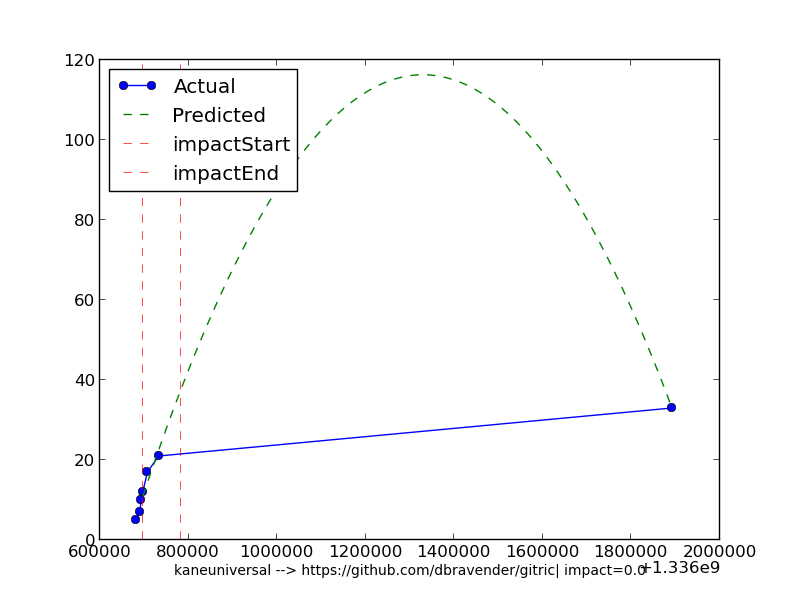 120
100
80
60
40
20
0
Actual
Predicted
impactStart
impactEnd
600000 800000 1000000 1200000 1400000 1600000 1800000 2000000
+1.336e9
kaneuniversal --> https://github.com/dbravender/gitric| impact=0.0